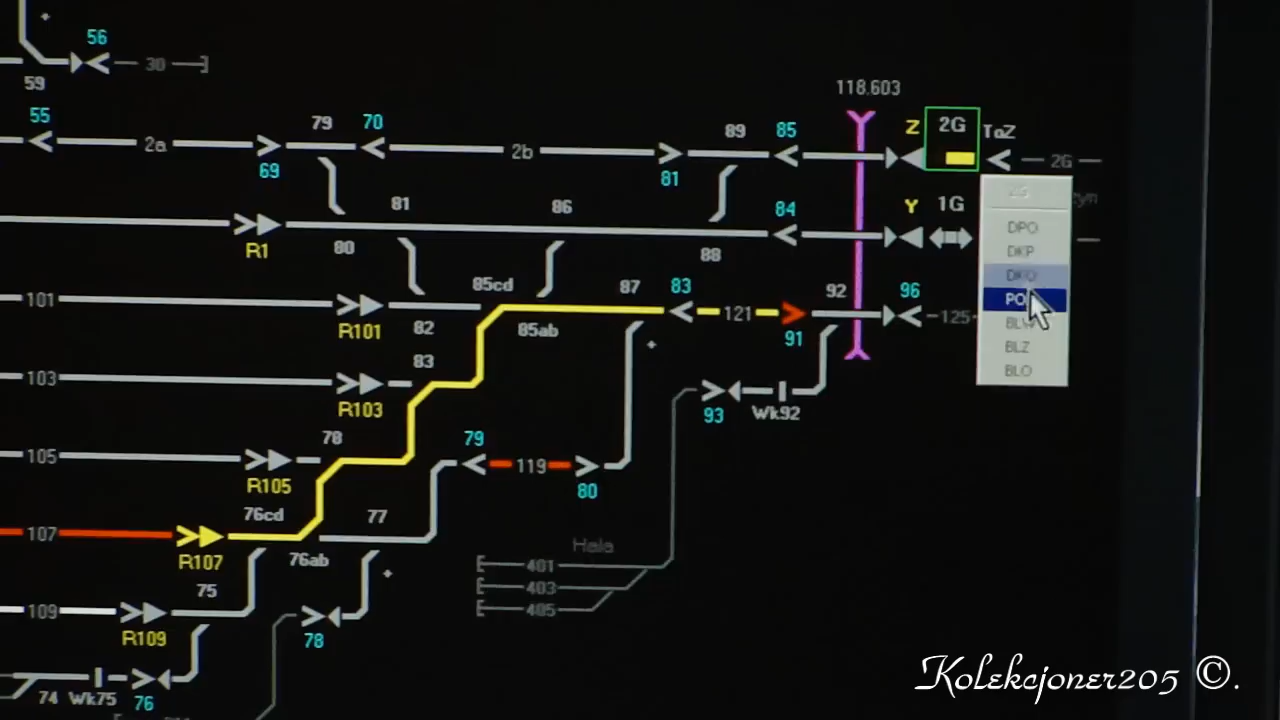 56
30
59
118.603
55
79
70
89
85
Z
2G
TaZ
2a
2b
2G
69
81
81
86
84
Y
1G
R1
80
88
DPO
DKP
DKO
PO
BLW
BLZ
BLO
101
85cd
87
83
92
96
R101
82
85ab
121
91
125
83
103
R103
93
Wk92
78
79
105
R105
119
80
76cd
77
107
R107
76ab
Hala
401
75
403
109
405
R109
78
74
Wk75
76
Kolekcjoner205 ©.